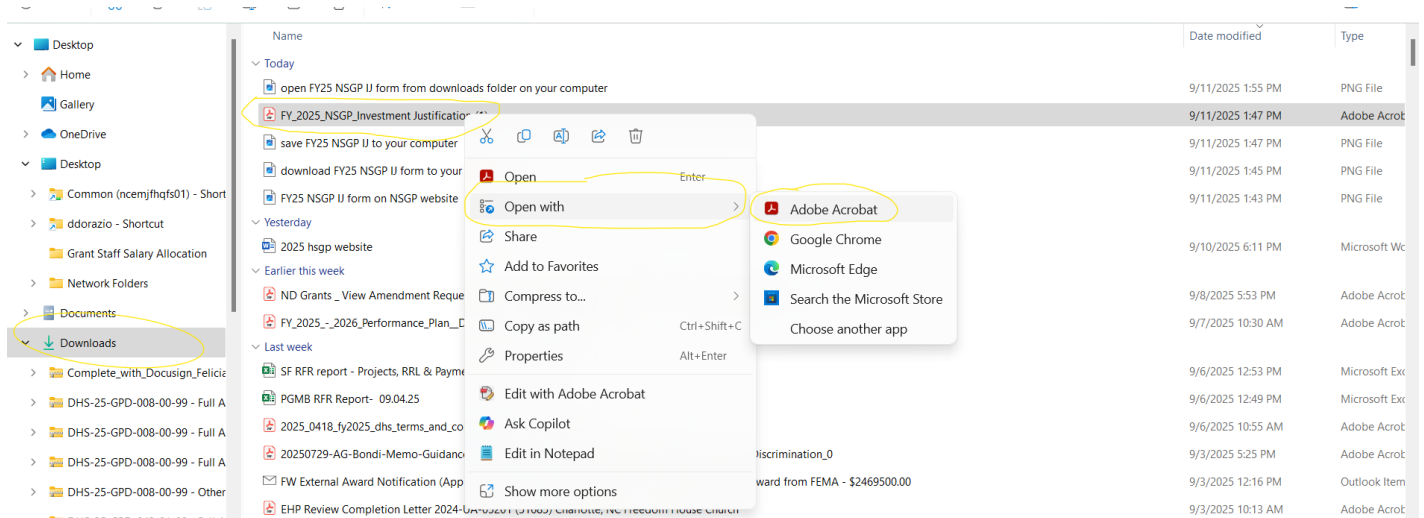 Name Date modified Type
Desktop
Home
Gallery
OneDrive
Desktop
Common (ncemjfhqfs01) - Short
ddorazio - Shortcut
Grant Staff Salary Allocation
Network Folders
Documents
Downloads
Complete_with_Docusign_Felicia
DHS-25-GPD-008-00-99 - Full A
DHS-25-GPD-008-00-99 - Full A
DHS-25-GPD-008-00-99 - Full A
DHS-25-GPD-008-00-99 - Other
Today
open FY25 NSGP IJ form from downloads folder on your computer 9/11/2025 1:55 PM PNG File
FY_2025_NSGP_Investment Justification (1) 9/11/2025 1:47 PM Adobe Acrob
save FY25 NSGP IJ to your computer 9/11/2025 1:47 PM PNG File
download FY25 NSGP IJ form to your 9/11/2025 1:45 PM PNG File
FY25 NSGP IJ form on NSGP website 9/11/2025 1:43 PM PNG File
Yesterday
2025 hsgp website 9/10/2025 6:11 PM Microsoft Wo
Earlier this week
ND Grants _ View Amendment Reque 9/8/2025 5:53 PM Adobe Acrob
FY_2025_-_2026_Performance_Plan__D 9/7/2025 10:30 AM Adobe Acrob
Last week
SF RFR report - Projects, RRL & Payme 9/6/2025 12:53 PM Microsoft Exc
PGMB RFR Report- 09.04.25 9/6/2025 12:49 PM Microsoft Exc
2025_0418_fy2025_dhs_terms_and_co 9/6/2025 10:55 AM Adobe Acrob
20250729-AG-Bondi-Memo-Guidanc Discrimination_0 9/3/2025 5:25 PM Adobe Acrob
FW External Award Notification (App ward from FEMA - $2469500.00 9/3/2025 12:16 PM Outlook Item
EHP Review Completion Letter 2024-UA-05201 (31685) Charlotte, NC Freedom House Church 9/3/2025 10:13 AM Adobe Acrob
Open Enter
Open with
Share
Add to Favorites
Compress to...
Copy as path Ctrl+Shift+C
Properties Alt+Enter
Edit with Adobe Acrobat
Ask Copilot
Edit in Notepad
Show more options
Adobe Acrobat
Google Chrome
Microsoft Edge
Search the Microsoft Store
Choose another app